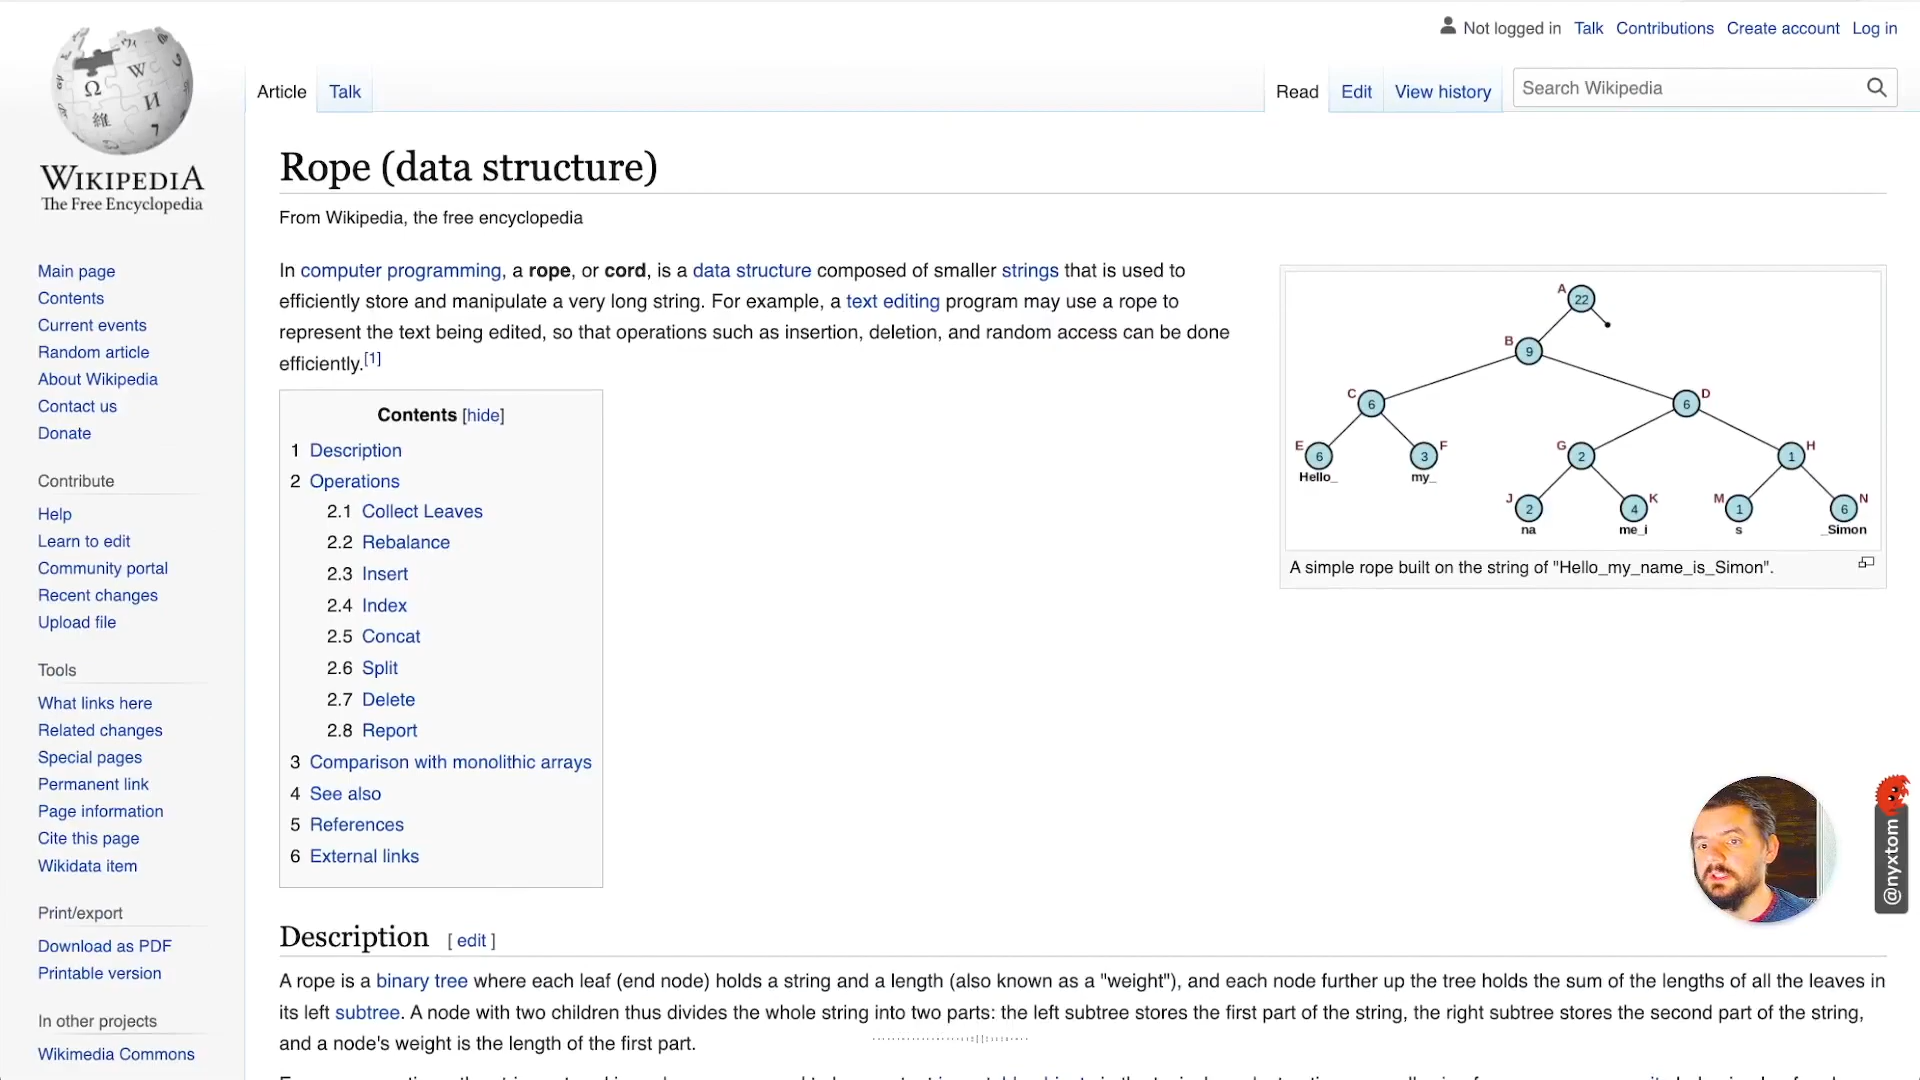 Not logged in Talk Contributions Create account Log in
Article Talk Read Edit View history Search Wikipedia
Ω W И 維 7
WIKIPEDIA
The Free Encyclopedia
Main page
Contents
Current events
Random article
About Wikipedia
Contact us
Donate
Contribute
Help
Learn to edit
Community portal
Recent changes
Upload file
Tools
What links here
Related changes
Special pages
Permanent link
Page information
Cite this page
Wikidata item
Print/export
Download as PDF
Printable version
In other projects
Wikimedia Commons
Rope (data structure)
From Wikipedia, the free encyclopedia
In computer programming, a rope, or cord, is a data structure composed of smaller strings that is used to
efficiently store and manipulate a very long string. For example, a text editing program may use a rope to
represent the text being edited, so that operations such as insertion, deletion, and random access can be done
efficiently.[1]
Contents [hide]
1 Description
2 Operations
2.1 Collect Leaves
2.2 Rebalance
2.3 Insert
2.4 Index
2.5 Concat
2.6 Split
2.7 Delete
2.8 Report
3 Comparison with monolithic arrays
4 See also
5 References
6 External links
A 22
B 9
C 6 D 6
E 6 F 3 G 2 H 1
Hello_ my_
J 2 K 4 M 1 N 6
na me_i s _Simon
A simple rope built on the string of "Hello_my_name_is_Simon".
@nyxtom
Description [ edit ]
A rope is a binary tree where each leaf (end node) holds a string and a length (also known as a "weight"), and each node further up the tree holds the sum of the lengths of all the leaves in
its left subtree. A node with two children thus divides the whole string into two parts: the left subtree stores the first part of the string, the right subtree stores the second part of the string,
and a node's weight is the length of the first part.